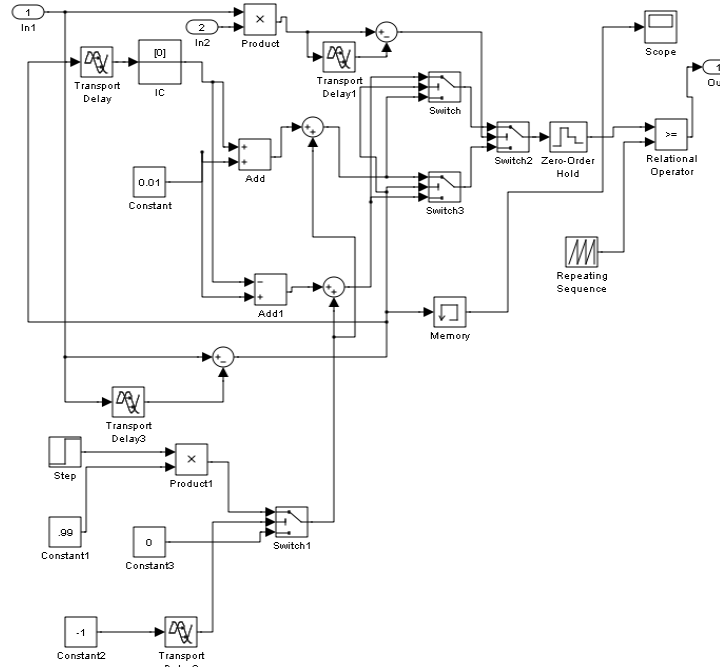 1
In1
2
In2
×
Product
+
−
Scope
1
Ou
Transport
Delay
[0]
IC
Transport
Delay1
Switch
Switch2
Zero-Order
Hold
>=
Relational
Operator
+
+
Add
+
+
0.01
Constant
Switch3
Repeating
Sequence
−
+
Add1
+
+
Memory
+
−
Transport
Delay3
Step
×
Product1
.99
Constant1
0
Constant3
Switch1
-1
Constant2
Transport